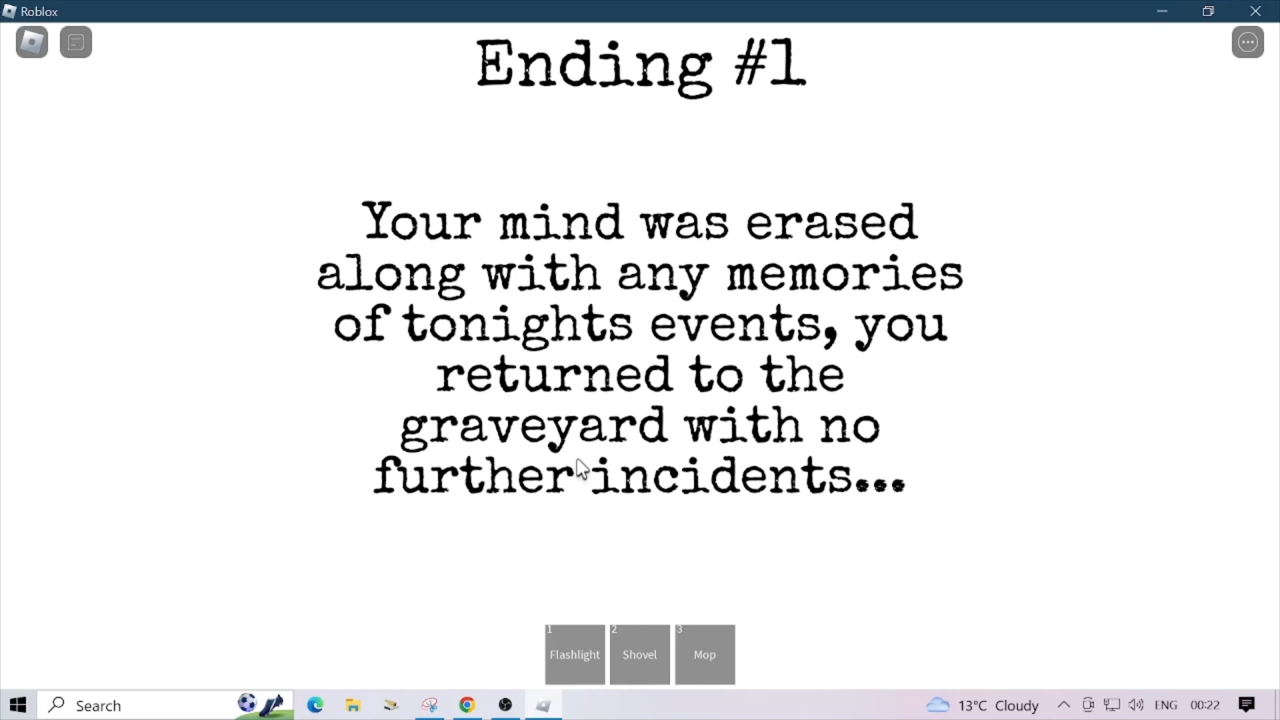 Roblox
Ending #1
Your mind was erased
along with any memories
of tonights events, you
returned to the
graveyard with no
further incidents...
1
Flashlight
2
Shovel
3
Mop
Search
13°C Cloudy
ENG
00:22